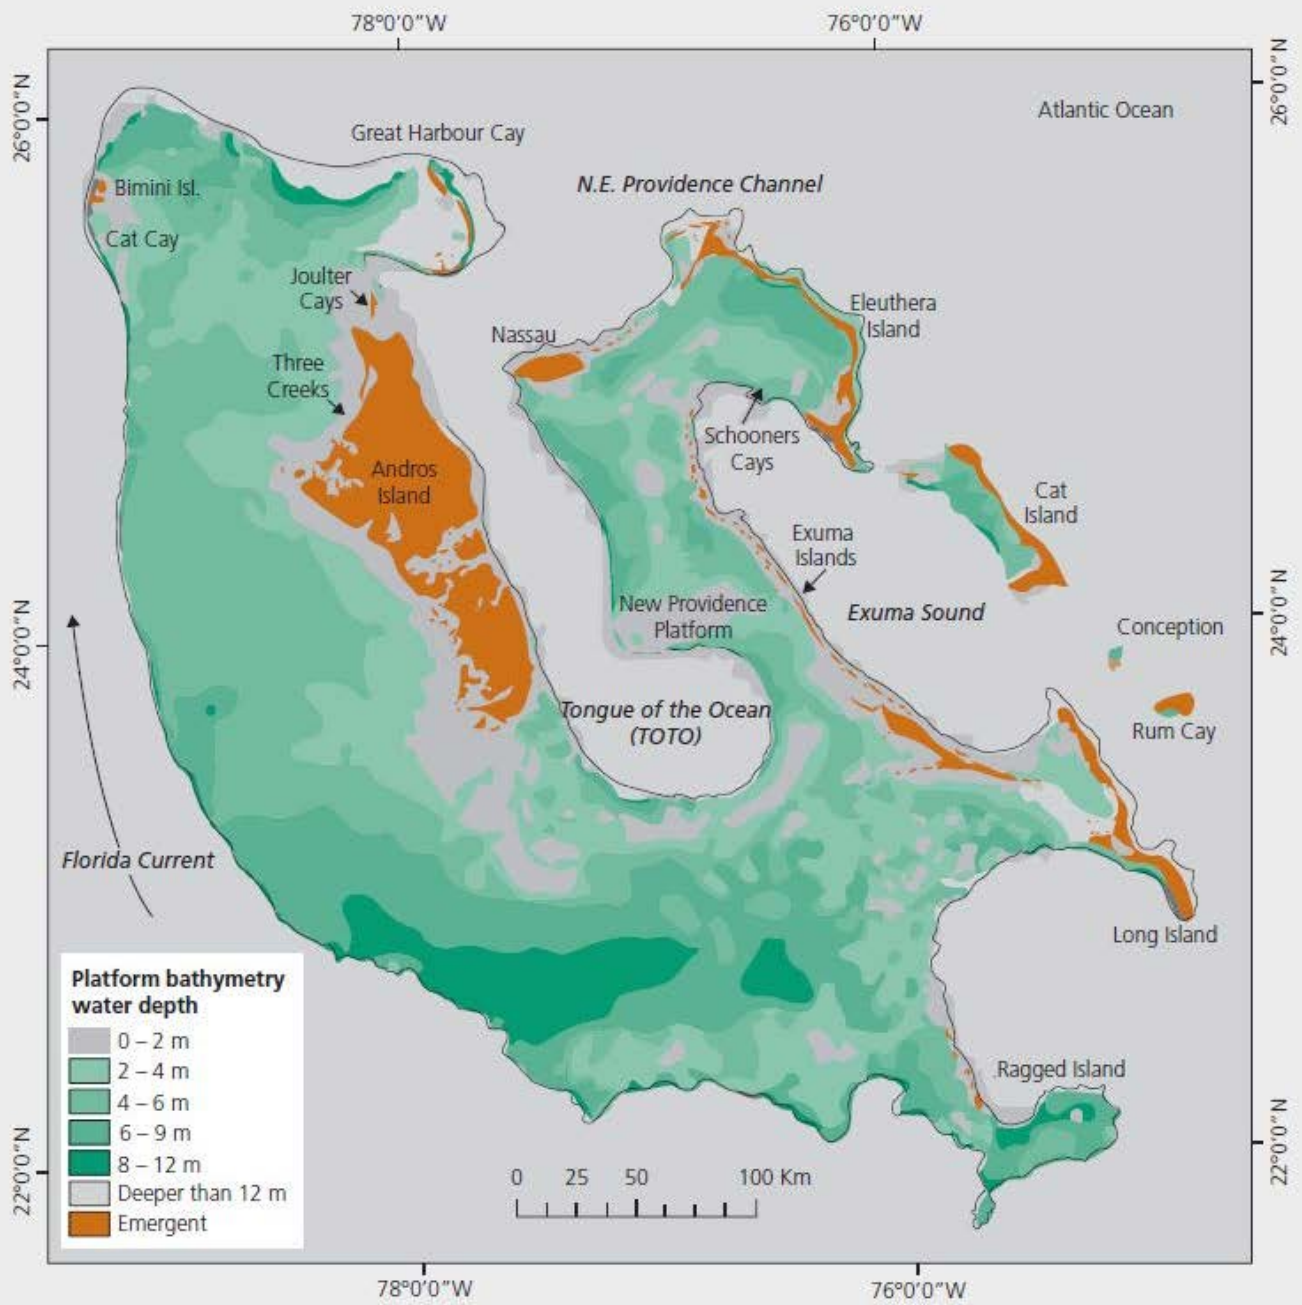 78°0'0"W
76°0'0"W
26°0'0"N
26°0'0"N
Atlantic Ocean
Great Harbour Cay
N.E. Providence Channel
Bimini Isl.
Cat Cay
Joulter
Cays
Eleuthera
Island
Nassau
Three
Creeks
Schooners
Cays
Andros
Island
Cat
Island
Exuma
Islands
New Providence
Platform
Exuma Sound
24°0'0"N
24°0'0"N
Conception
Tongue of the Ocean
(TOTO)
Rum Cay
Florida Current
Long Island
Platform bathymetry
water depth
0 – 2 m
2 – 4 m
4 – 6 m
6 – 9 m
8 – 12 m
Deeper than 12 m
Emergent
Ragged Island
22°0'0"N
22°0'0"N
0 25 50 100 Km
78°0'0"W
76°0'0"W